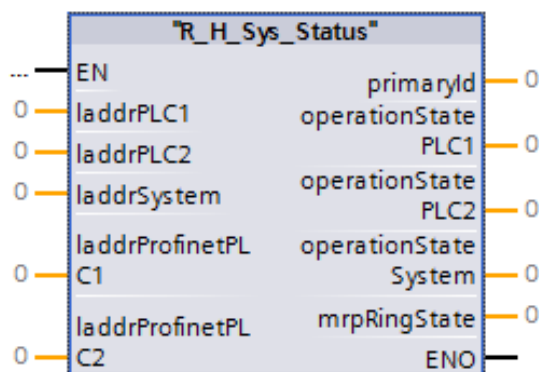 "R_H_Sys_Status"
... EN
primaryId 0
0 laddrPLC1
operationState
PLC1 0
0 laddrPLC2
operationState
PLC2 0
0 laddrSystem
laddrProfinetPL
0 C1
operationState
System 0
mrpRingState 0
laddrProfinetPL
0 C2
ENO